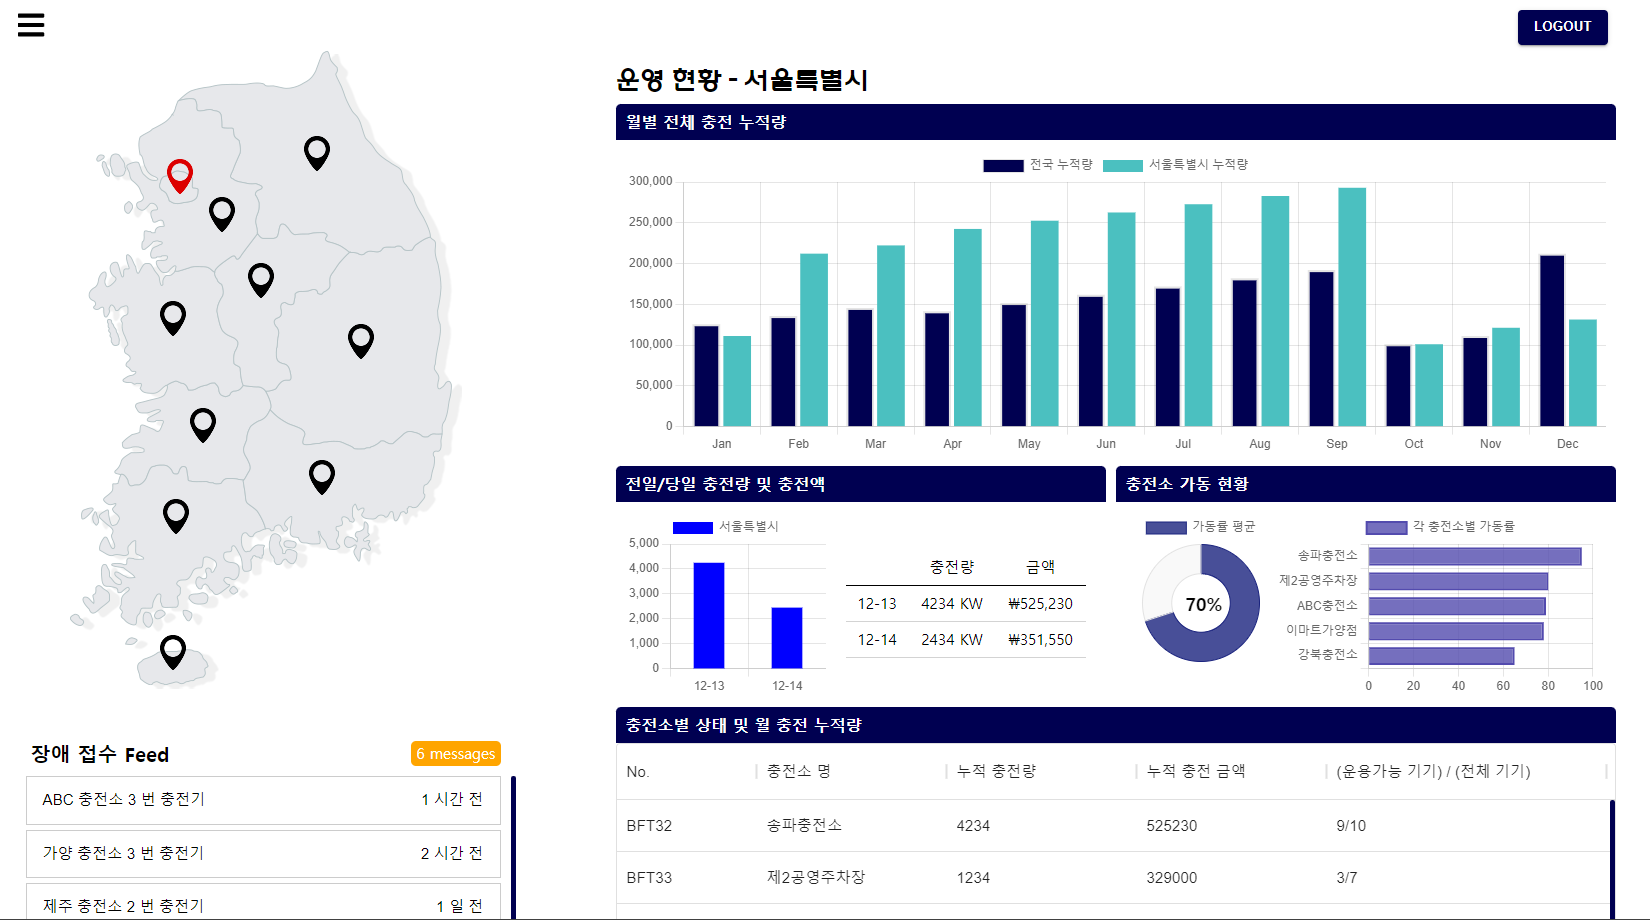 LOGOUT
운영 현황 - 서울특별시
월별 전체 충전 누적량
전국 누적량 서울특별시 누적량
300,000
250,000
200,000
150,000
100,000
50,000
0
Jan Feb Mar Apr May Jun Jul Aug Sep Oct Nov Dec
전일/당일 충전량 및 충전액
서울특별시
5,000
4,000
3,000
2,000
1,000
0
12-13 12-14
충전량 금액
12-13 4234 KW ₩525,230
12-14 2434 KW ₩351,550
충전소 가동 현황
가동률 평균
70%
각 충전소별 가동률
송파충전소
제2공영주차장
ABC충전소
이마트가양점
강북충전소
0 20 40 60 80 100
장애 접수 Feed 6 messages
ABC 충전소 3 번 충전기 1 시간 전
가양 충전소 3 번 충전기 2 시간 전
제주 충전소 2 번 충전기 1 일 전
충전소별 상태 및 월 충전 누적량
No. 충전소 명 누적 충전량 누적 충전 금액 (운용가능 기기) / (전체 기기)
BFT32 송파충전소 4234 525230 9/10
BFT33 제2공영주차장 1234 329000 3/7